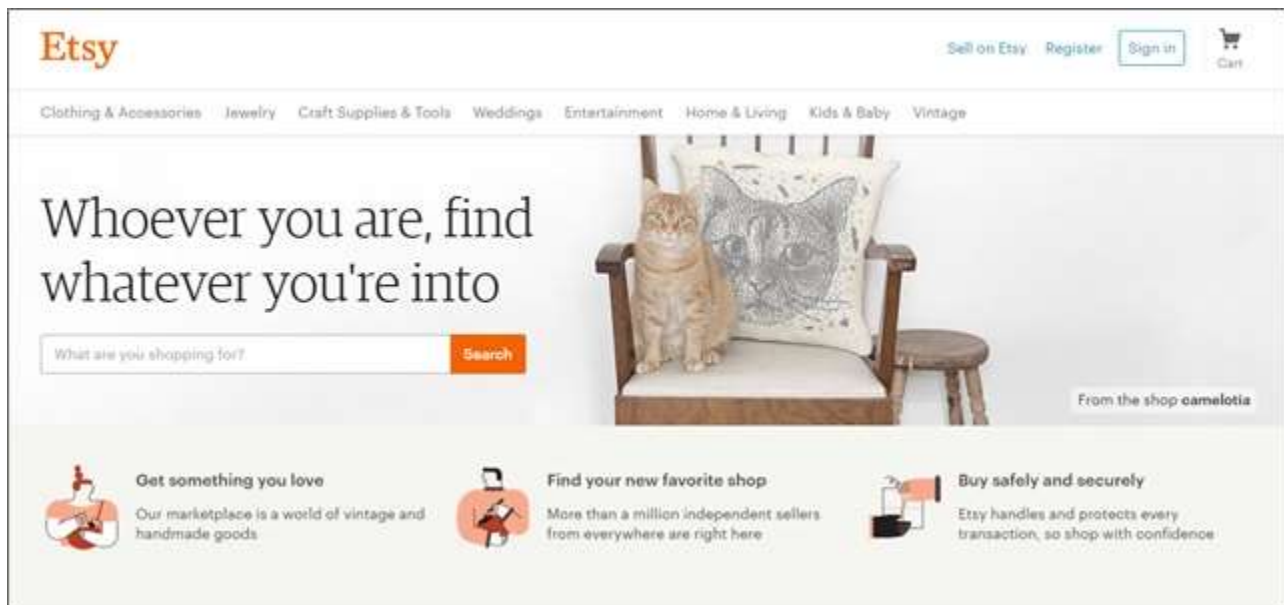 Etsy
Sell on Etsy Register Sign in Cart
Clothing & Accessories Jewelry Craft Supplies & Tools Weddings Entertainment Home & Living Kids & Baby Vintage
Whoever you are, find
whatever you're into
What are you shopping for? Search
From the shop camelotia
Get something you love
Our marketplace is a world of vintage and
handmade goods
Find your new favorite shop
More than a million independent sellers
from everywhere are right here
Buy safely and securely
Etsy handles and protects every
transaction, so shop with confidence